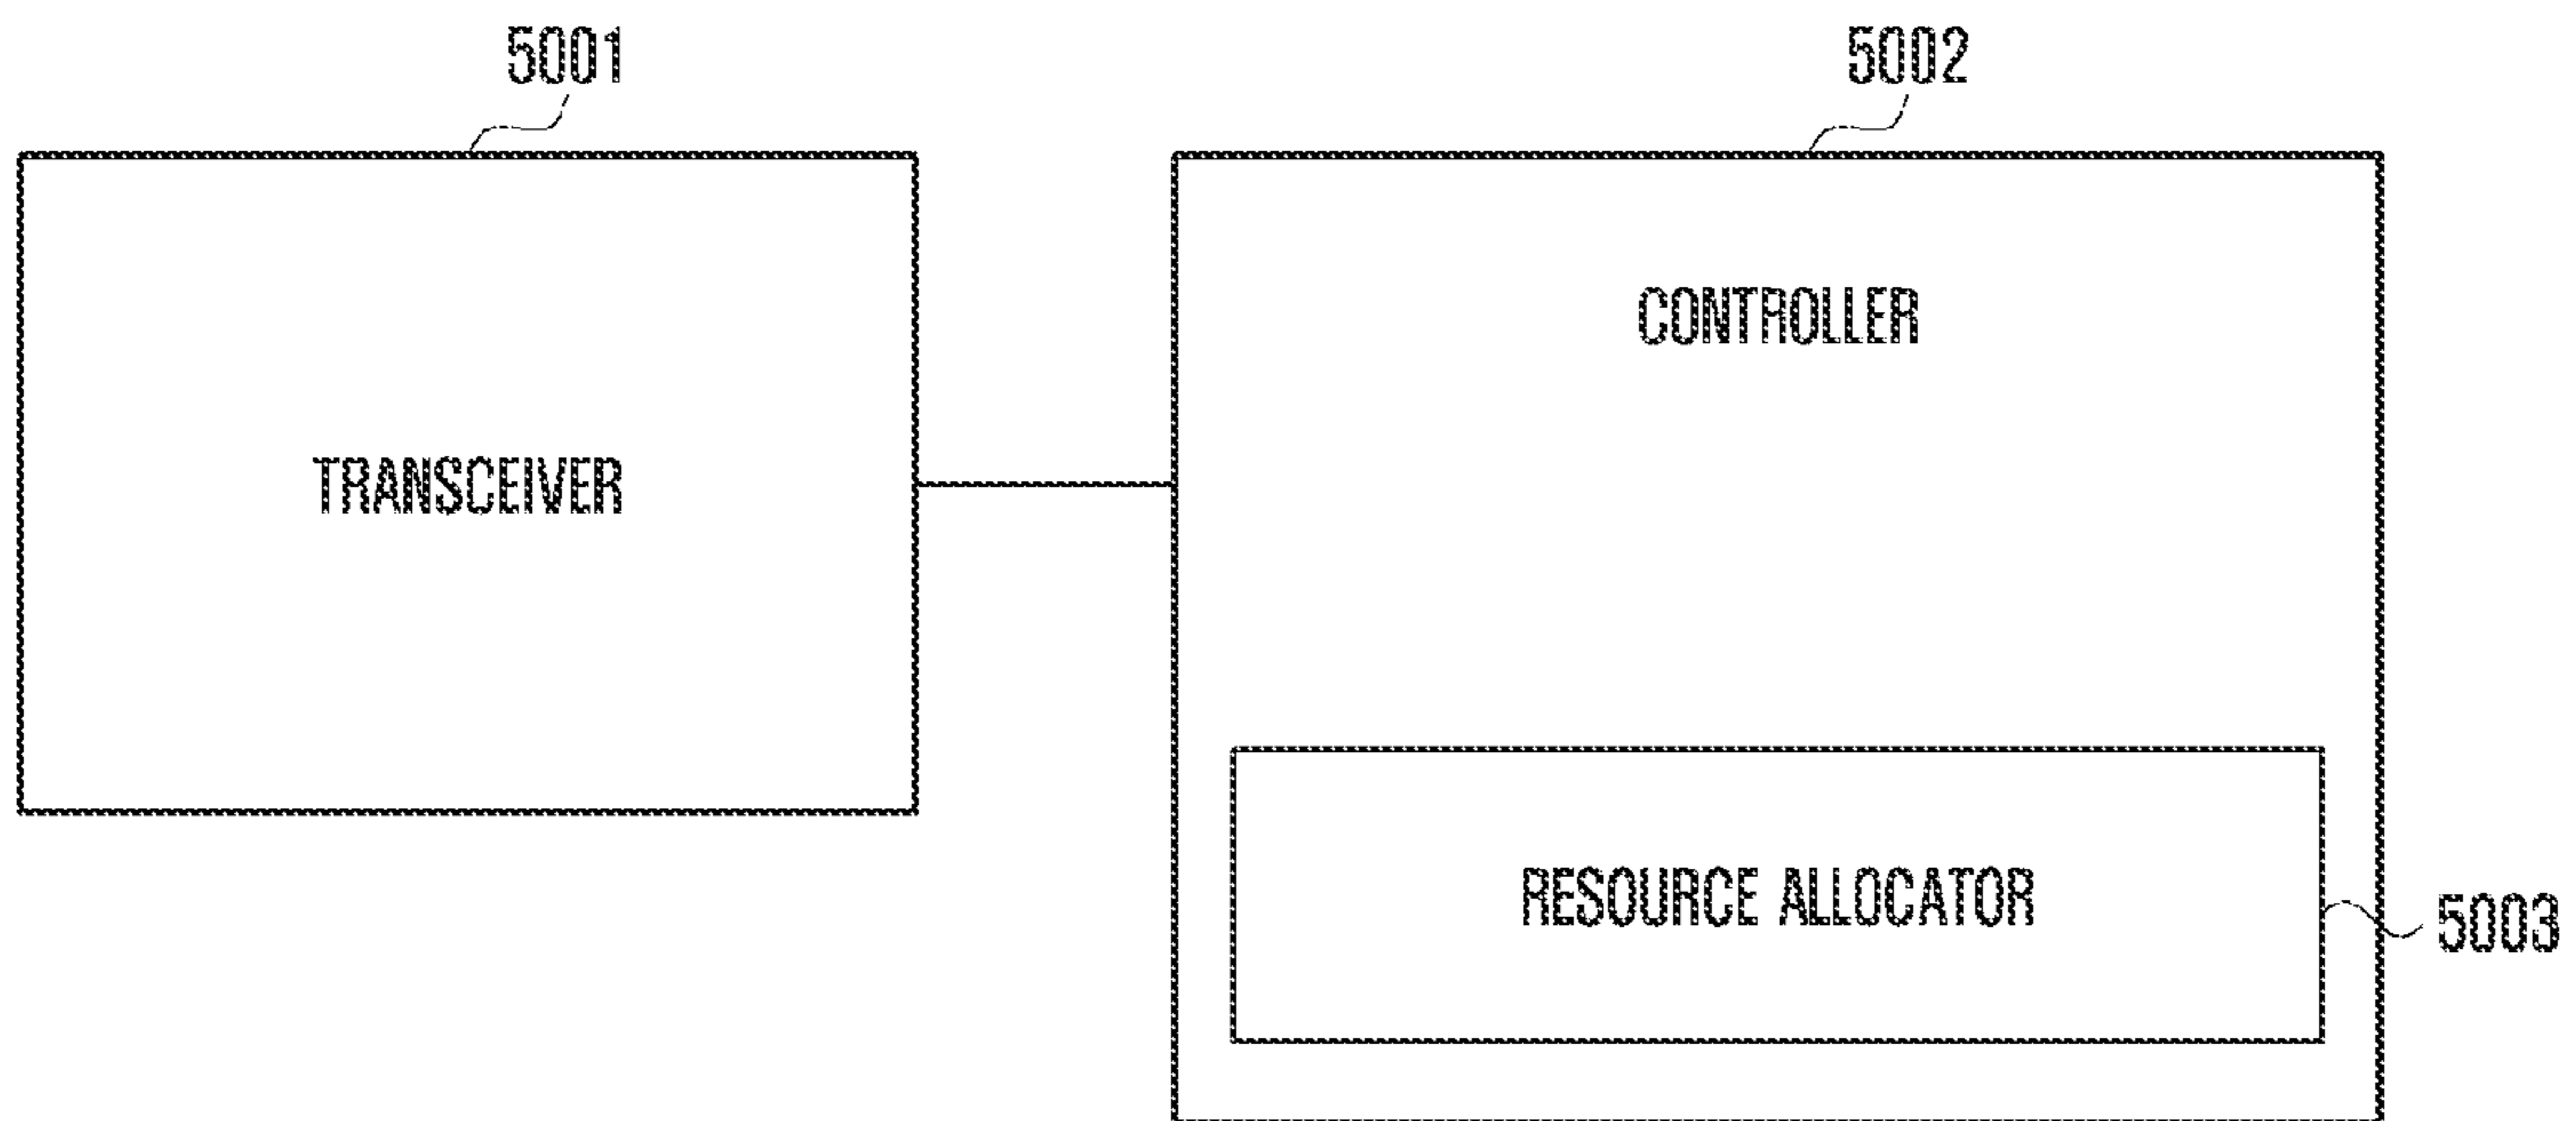 5001
5002
TRANSCEIVER
CONTROLLER
RESOURCE ALLOCATOR
5003